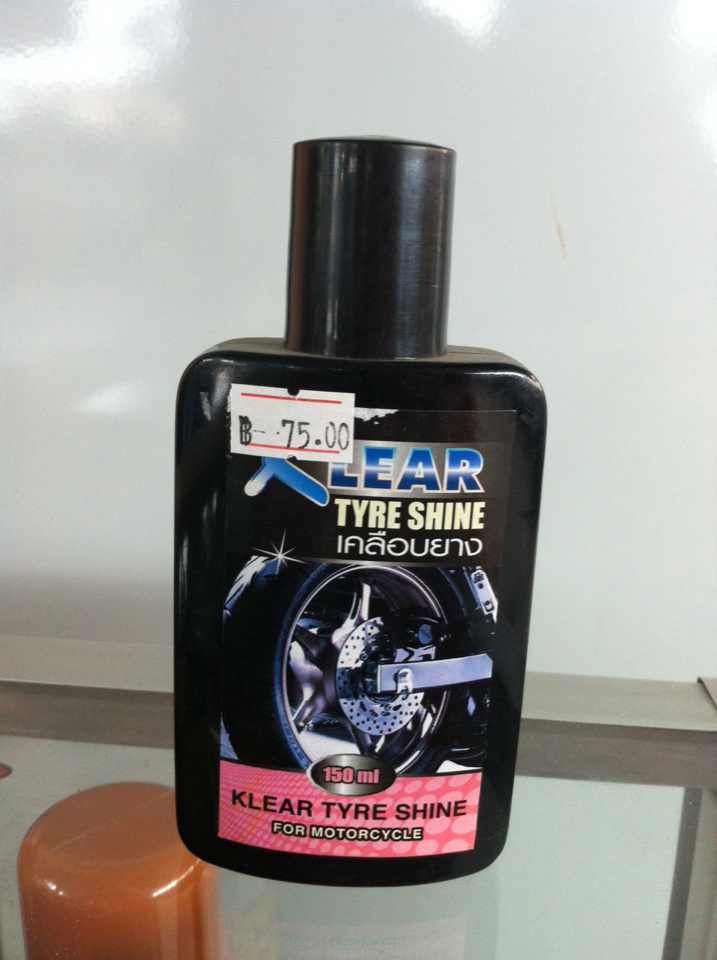 ฿-- 75.00
KLEAR
TYRE SHINE
เคลือบยาง
150 ml
KLEAR TYRE SHINE
FOR MOTORCYCLE